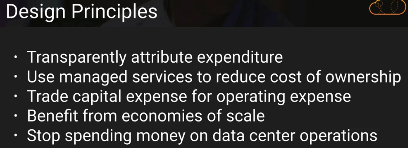 Design Principles
· Transparently attribute expenditure
· Use managed services to reduce cost of ownership
· Trade capital expense for operating expense
· Benefit from economies of scale
· Stop spending money on data center operations